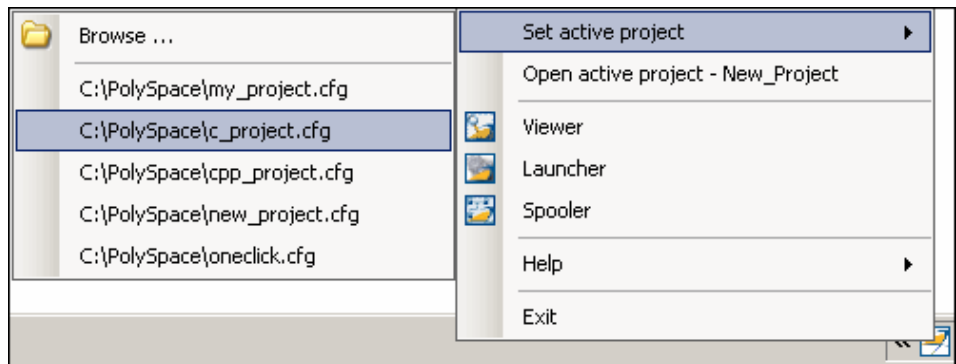 Browse ...
C:\PolySpace\my_project.cfg
C:\PolySpace\c_project.cfg
C:\PolySpace\cpp_project.cfg
C:\PolySpace\new_project.cfg
C:\PolySpace\oneclick.cfg
Set active project
Open active project - New_Project
Viewer
Launcher
Spooler
Help
Exit